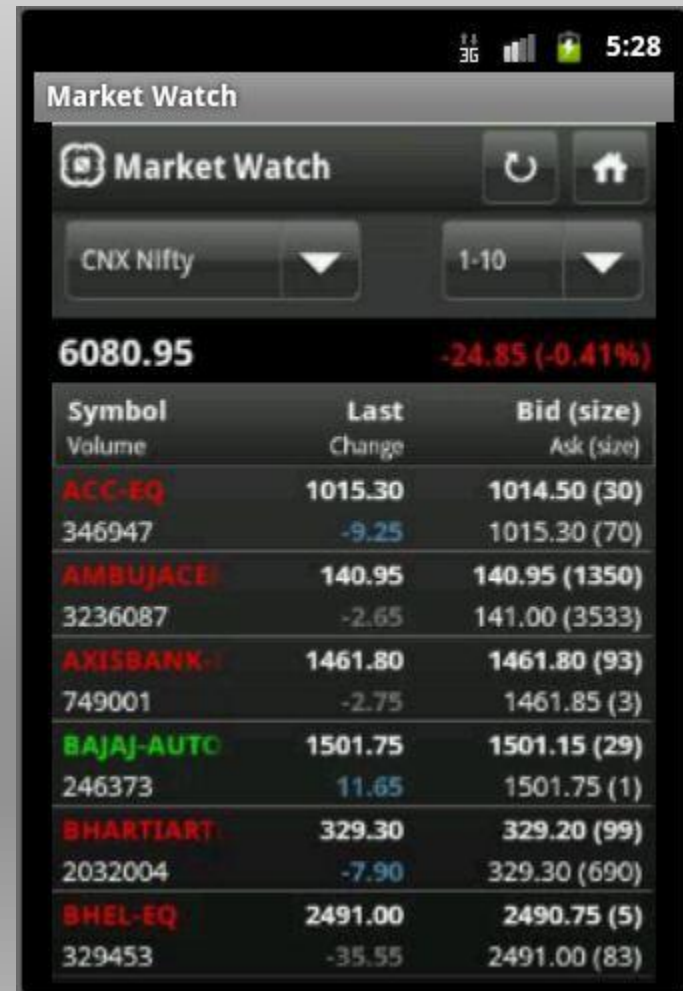 3G 5:28
Market Watch
Market Watch
CNX Nifty 1-10
6080.95 -24.85 (-0.41%)
Symbol Last Bid (size)
Volume Change Ask (size)
ACC-EQ 1015.30 1014.50 (30)
346947 -9.25 1015.30 (70)
AMBUJACE 140.95 140.95 (1350)
3236087 -2.65 141.00 (3533)
AXISBANK- 1461.80 1461.80 (93)
749001 -2.75 1461.85 (3)
BAJAJ-AUTO 1501.75 1501.15 (29)
246373 11.65 1501.75 (1)
BHARTIART 329.30 329.20 (99)
2032004 -7.90 329.30 (690)
BHEL-EQ 2491.00 2490.75 (5)
329453 -35.55 2491.00 (83)